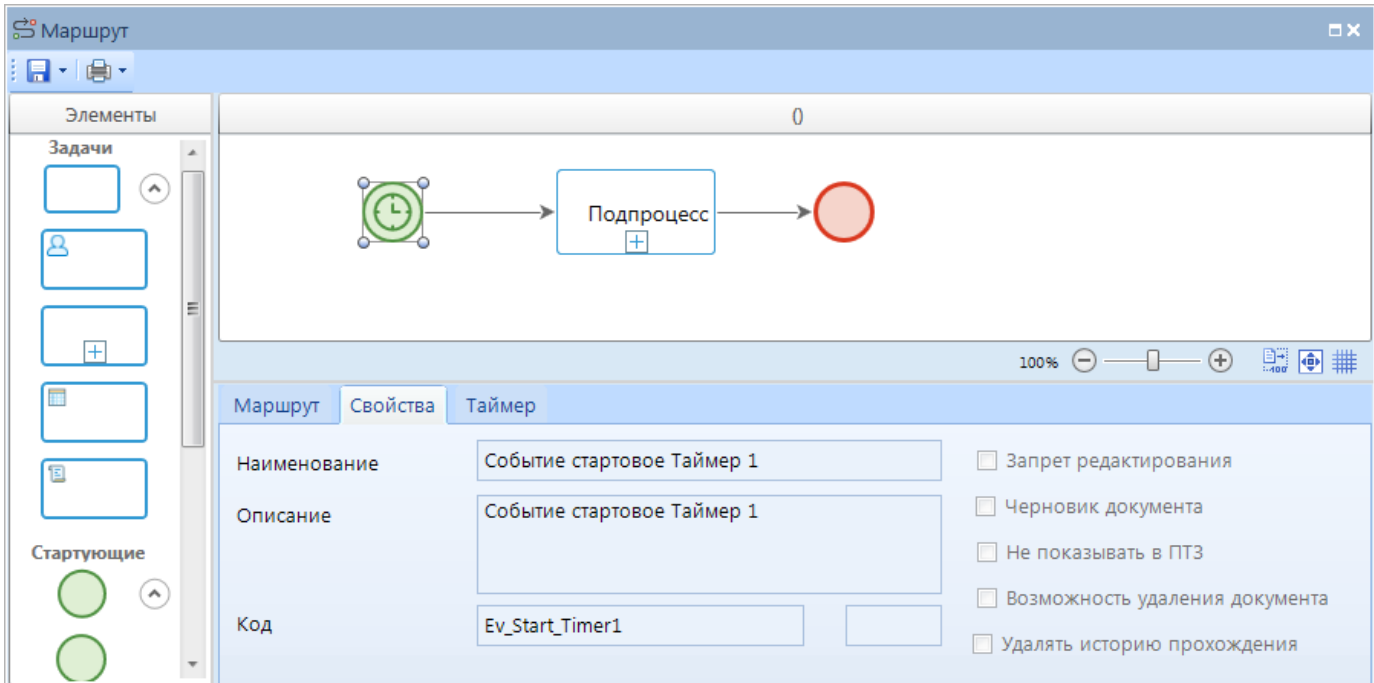 Маршрут
Элементы
()
Задачи
Подпроцесс
100%
:100'
Маршрут Свойства Таймер
Наименование
Событие стартовое Таймер 1
Запрет редактирования
Описание
Событие стартовое Таймер 1
Черновик документа
Не показывать в ПТЗ
Стартующие
Возможность удаления документа
Код
Ev_Start_Timer1
Удалять историю прохождения